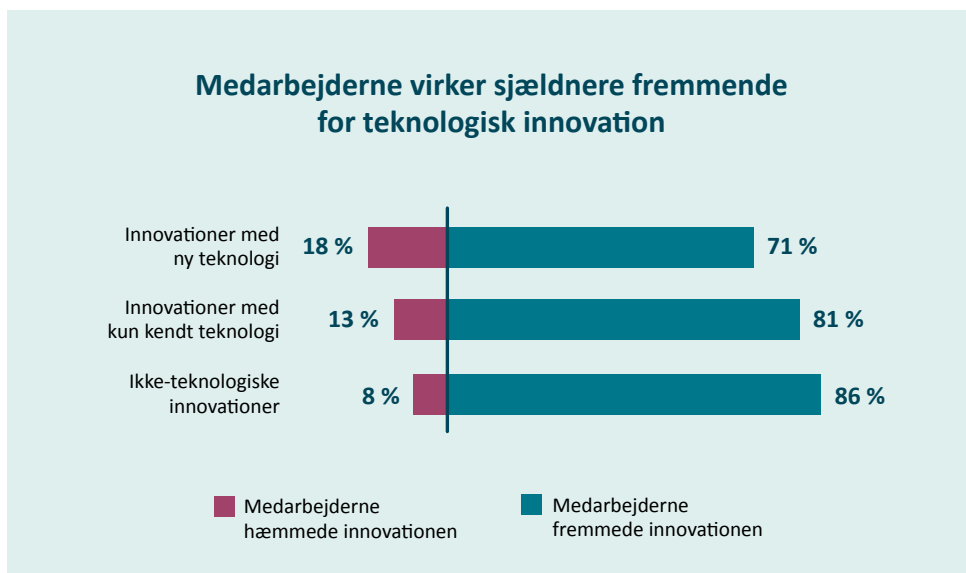 Medarbejderne virker sjældnere fremmende
for teknologisk innovation
Innovationer med
ny teknologi
18 %
71 %
Innovationer med
kun kendt teknologi
13 %
81 %
Ikke-teknologiske
innovationer
8 %
86 %
Medarbejderne
hæmmede innovationen
Medarbejderne
fremmede innovationen